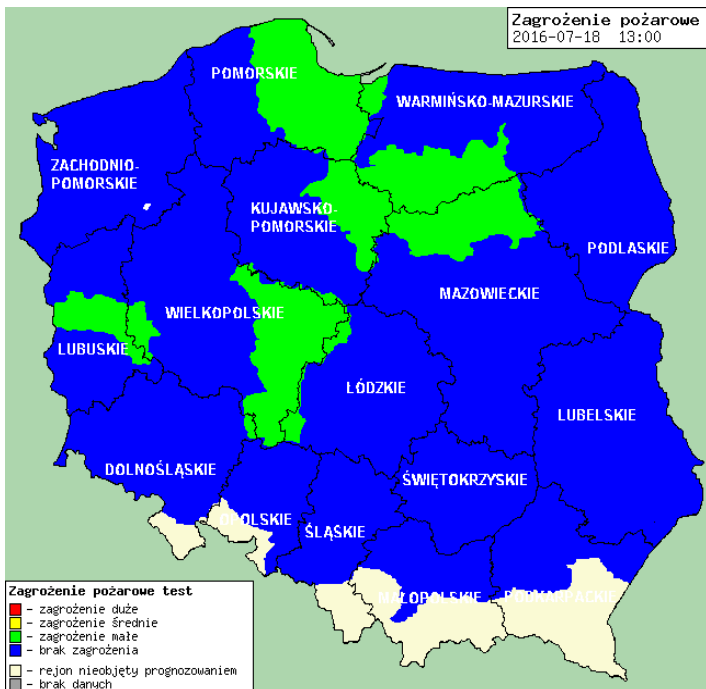 Zagrożenie pożarowe
2016-07-18 13:00
POMORSKIE
WARMIŃSKO-MAZURSKIE
ZACHODNIO-
POMORSKIE
KUJAWSKO-
POMORSKIE
PODLASKIE
MAZOWIECKIE
WIELKOPOLSKIE
LUBUSKIE
ŁÓDZKIE
LUBELSKIE
DOLNOŚLĄSKIE
ŚWIĘTOKRZYSKIE
OPOLSKIE
ŚLĄSKIE
MAŁOPOLSKIE
PODKARPACKIE
Zagrożenie pożarowe test
– zagrożenie duże
– zagrożenie średnie
– zagrożenie małe
– brak zagrożenia
– rejon nieobjęty prognozowaniem
– brak danych